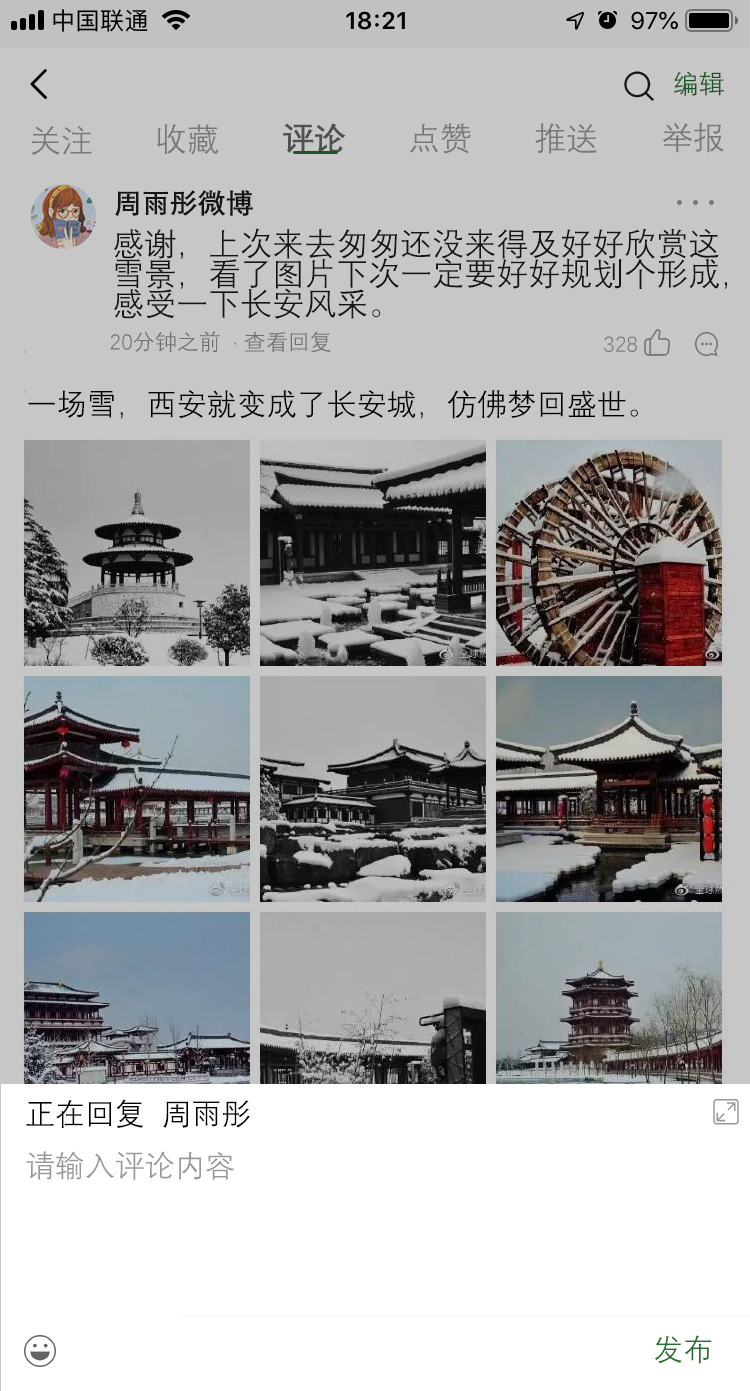 中国联通 18:21 97%
编辑
关注 收藏 评论 点赞 推送 举报
周雨彤微博
感谢，上次来去匆匆还没来得及好好欣赏这
雪景，看了图片下次一定要好好规划个形成，
感受一下长安风采。
20分钟之前 · 查看回复 328
一场雪，西安就变成了长安城，仿佛梦回盛世。
正在回复 周雨彤
请输入评论内容
发布